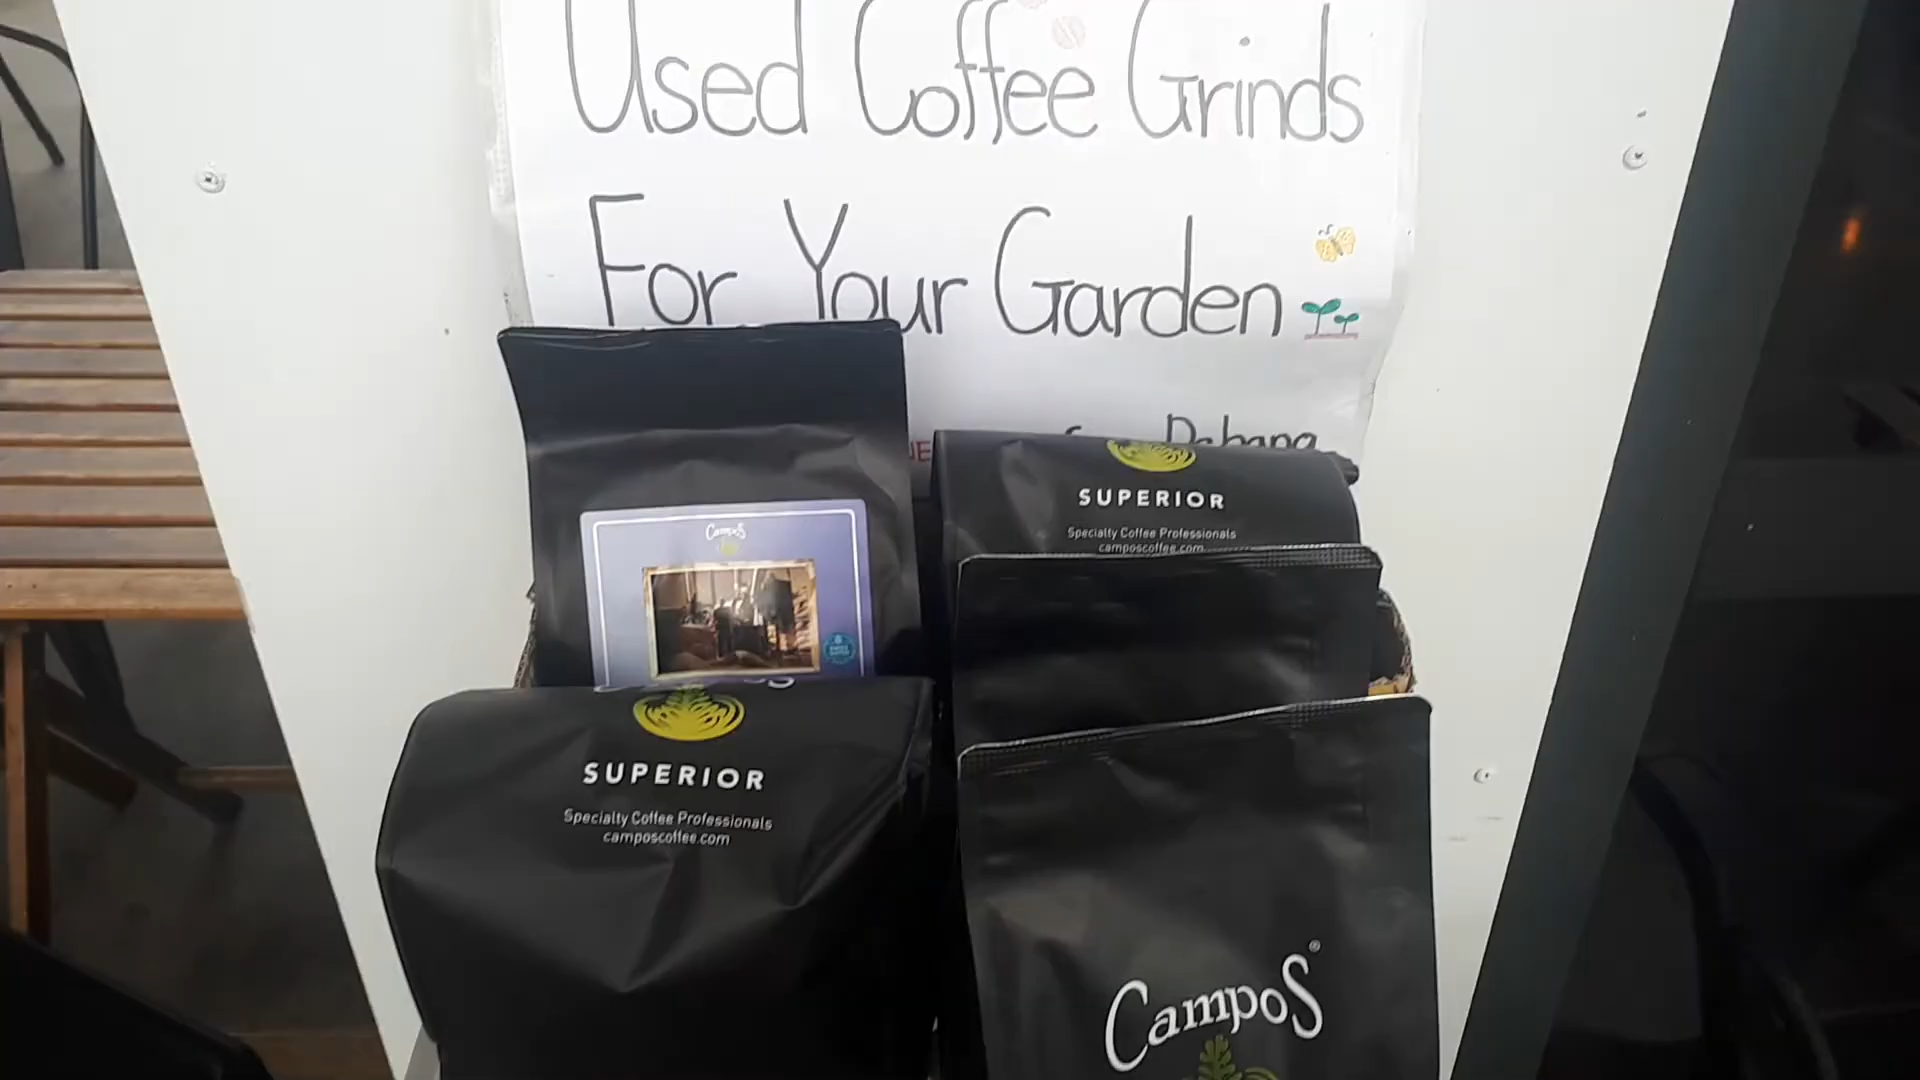 Used Coffee Grinds
For Your Garden
Campos
SUPERIOR
Specialty Coffee Professionals
camposcoffee.com
SUPERIOR
Specialty Coffee Professionals
camposcoffee.com
CampoS®